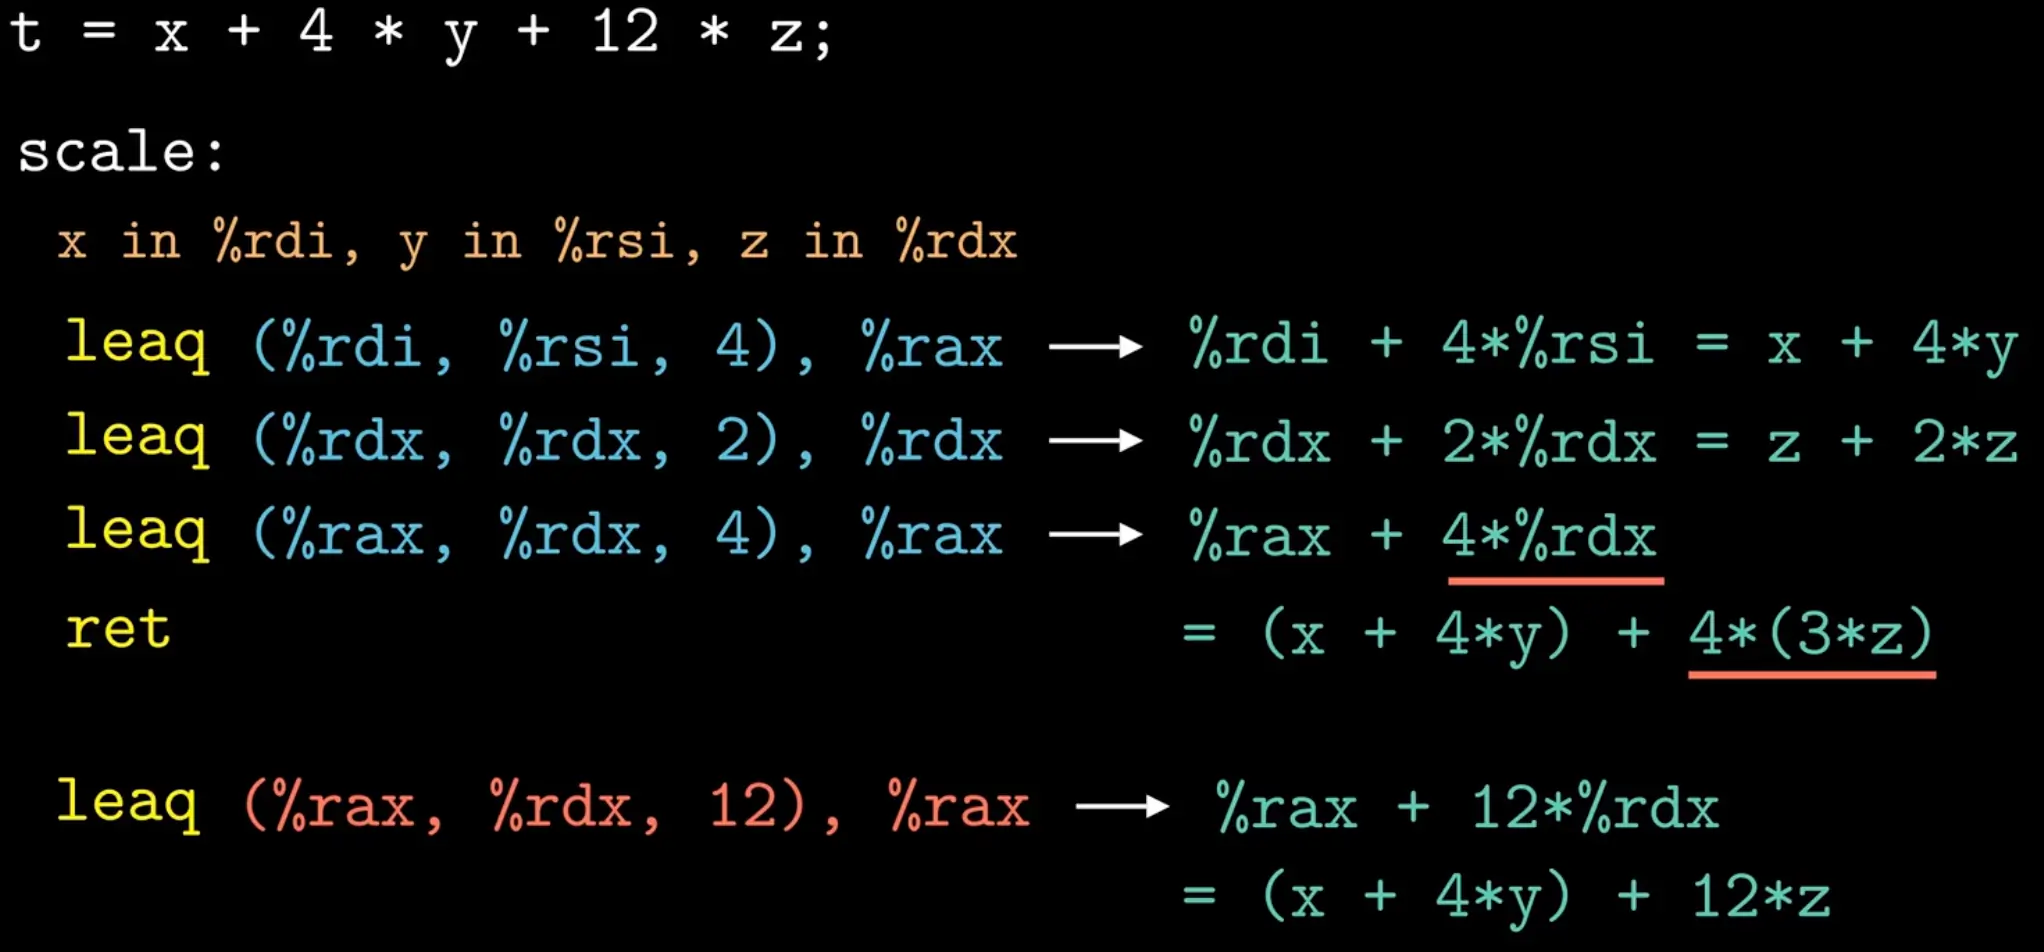 t = x + 4 * y + 12 * z;
scale:
x in %rdi, y in %rsi, z in %rdx
leaq (%rdi, %rsi, 4), %rax → %rdi + 4*%rsi = x + 4*y
leaq (%rdx, %rdx, 2), %rdx → %rdx + 2*%rdx = z + 2*z
leaq (%rax, %rdx, 4), %rax → %rax + 4*%rdx
ret = (x + 4*y) + 4*(3*z)
leaq (%rax, %rdx, 12), %rax → %rax + 12*%rdx
= (x + 4*y) + 12*z